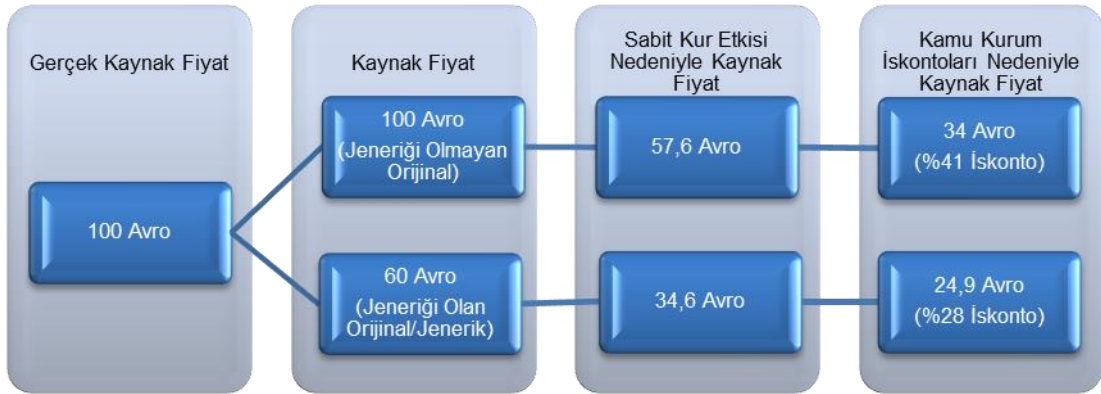 Gerçek Kaynak Fiyat
100 Avro
Kaynak Fiyat
100 Avro
(Jeneriği Olmayan
Orijinal)
60 Avro
(Jeneriği Olan
Orijinal/Jenerik)
Sabit Kur Etkisi
Nedeniyle Kaynak
Fiyat
57,6 Avro
34,6 Avro
Kamu Kurum
İskontoları Nedeniyle
Kaynak Fiyat
34 Avro
(%41 İskonto)
24,9 Avro
(%28 İskonto)